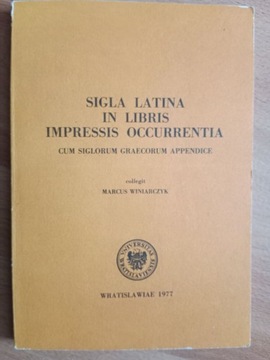 SIGLA LATINA
IN LIBRIS
IMPRESSIS OCCURRENTIA
CUM SIGLORUM GRAECORUM APPENDICE
collegit
MARCUS WINIARCZYK
WRATISLAVIAE 1977